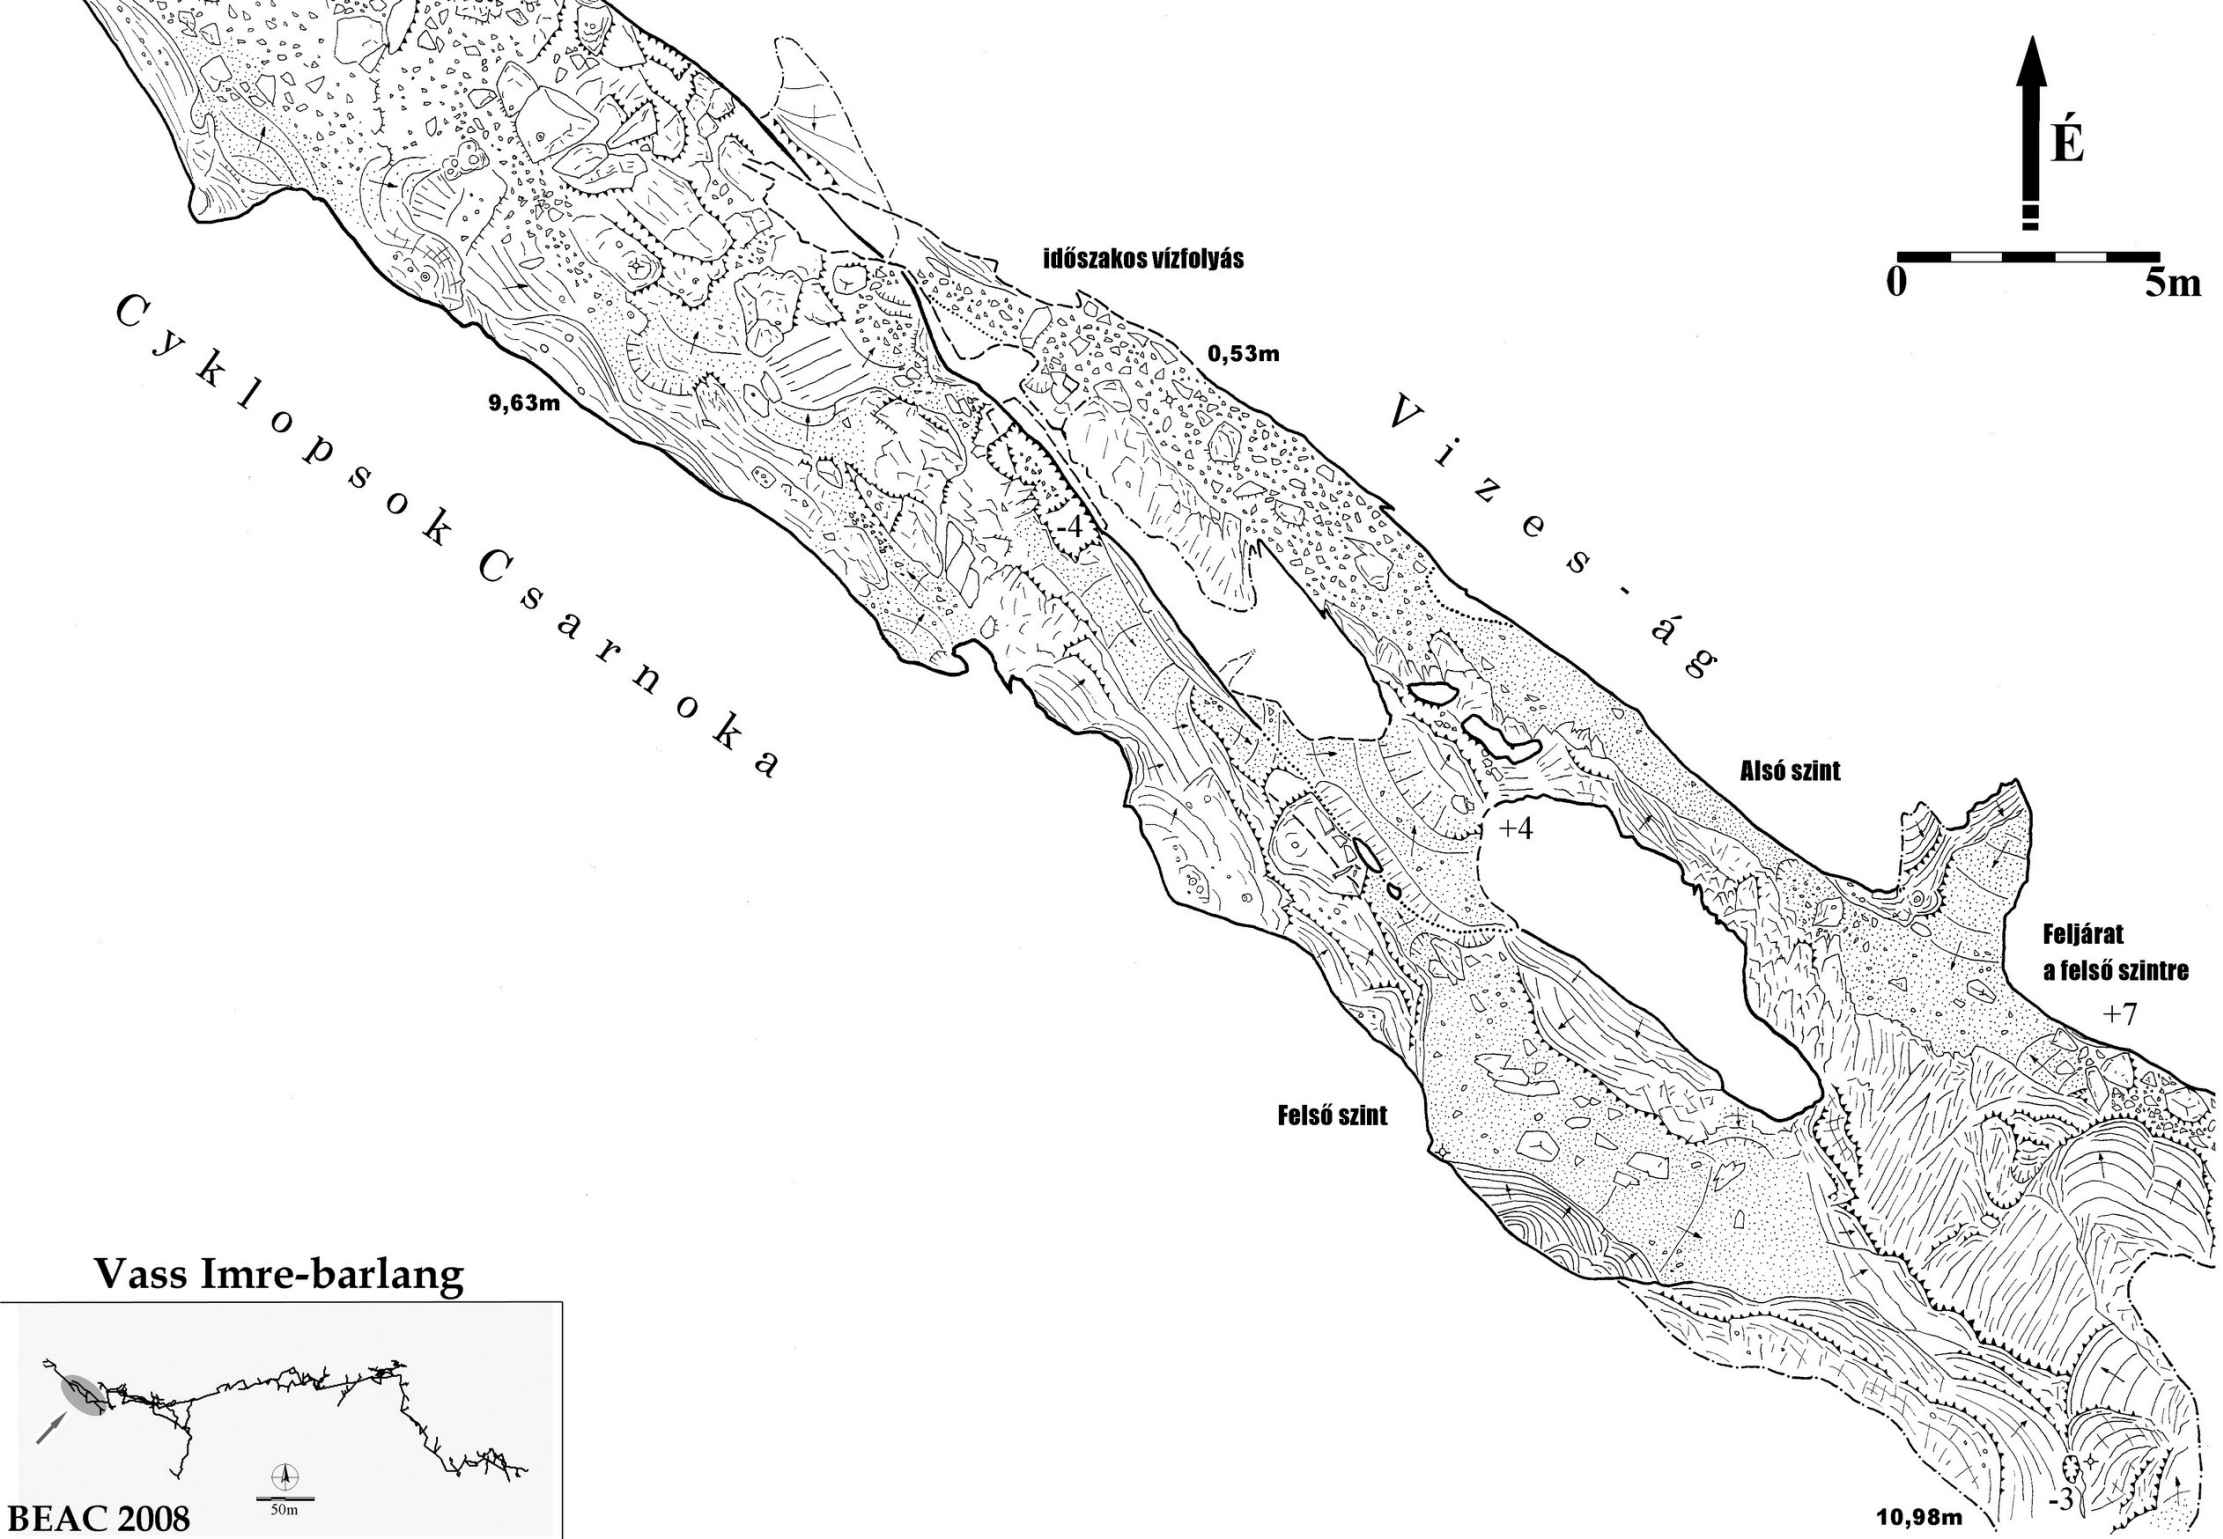 É
0 5m
időszakos vízfolyás
0,53m
Vizes-ág
9,63m
Cyklopsok Csarnoka
-4
Alsó szint
+4
Feljárat
a felső szintre
+7
Felső szint
Vass Imre-barlang
50m
BEAC 2008
-3
10,98m